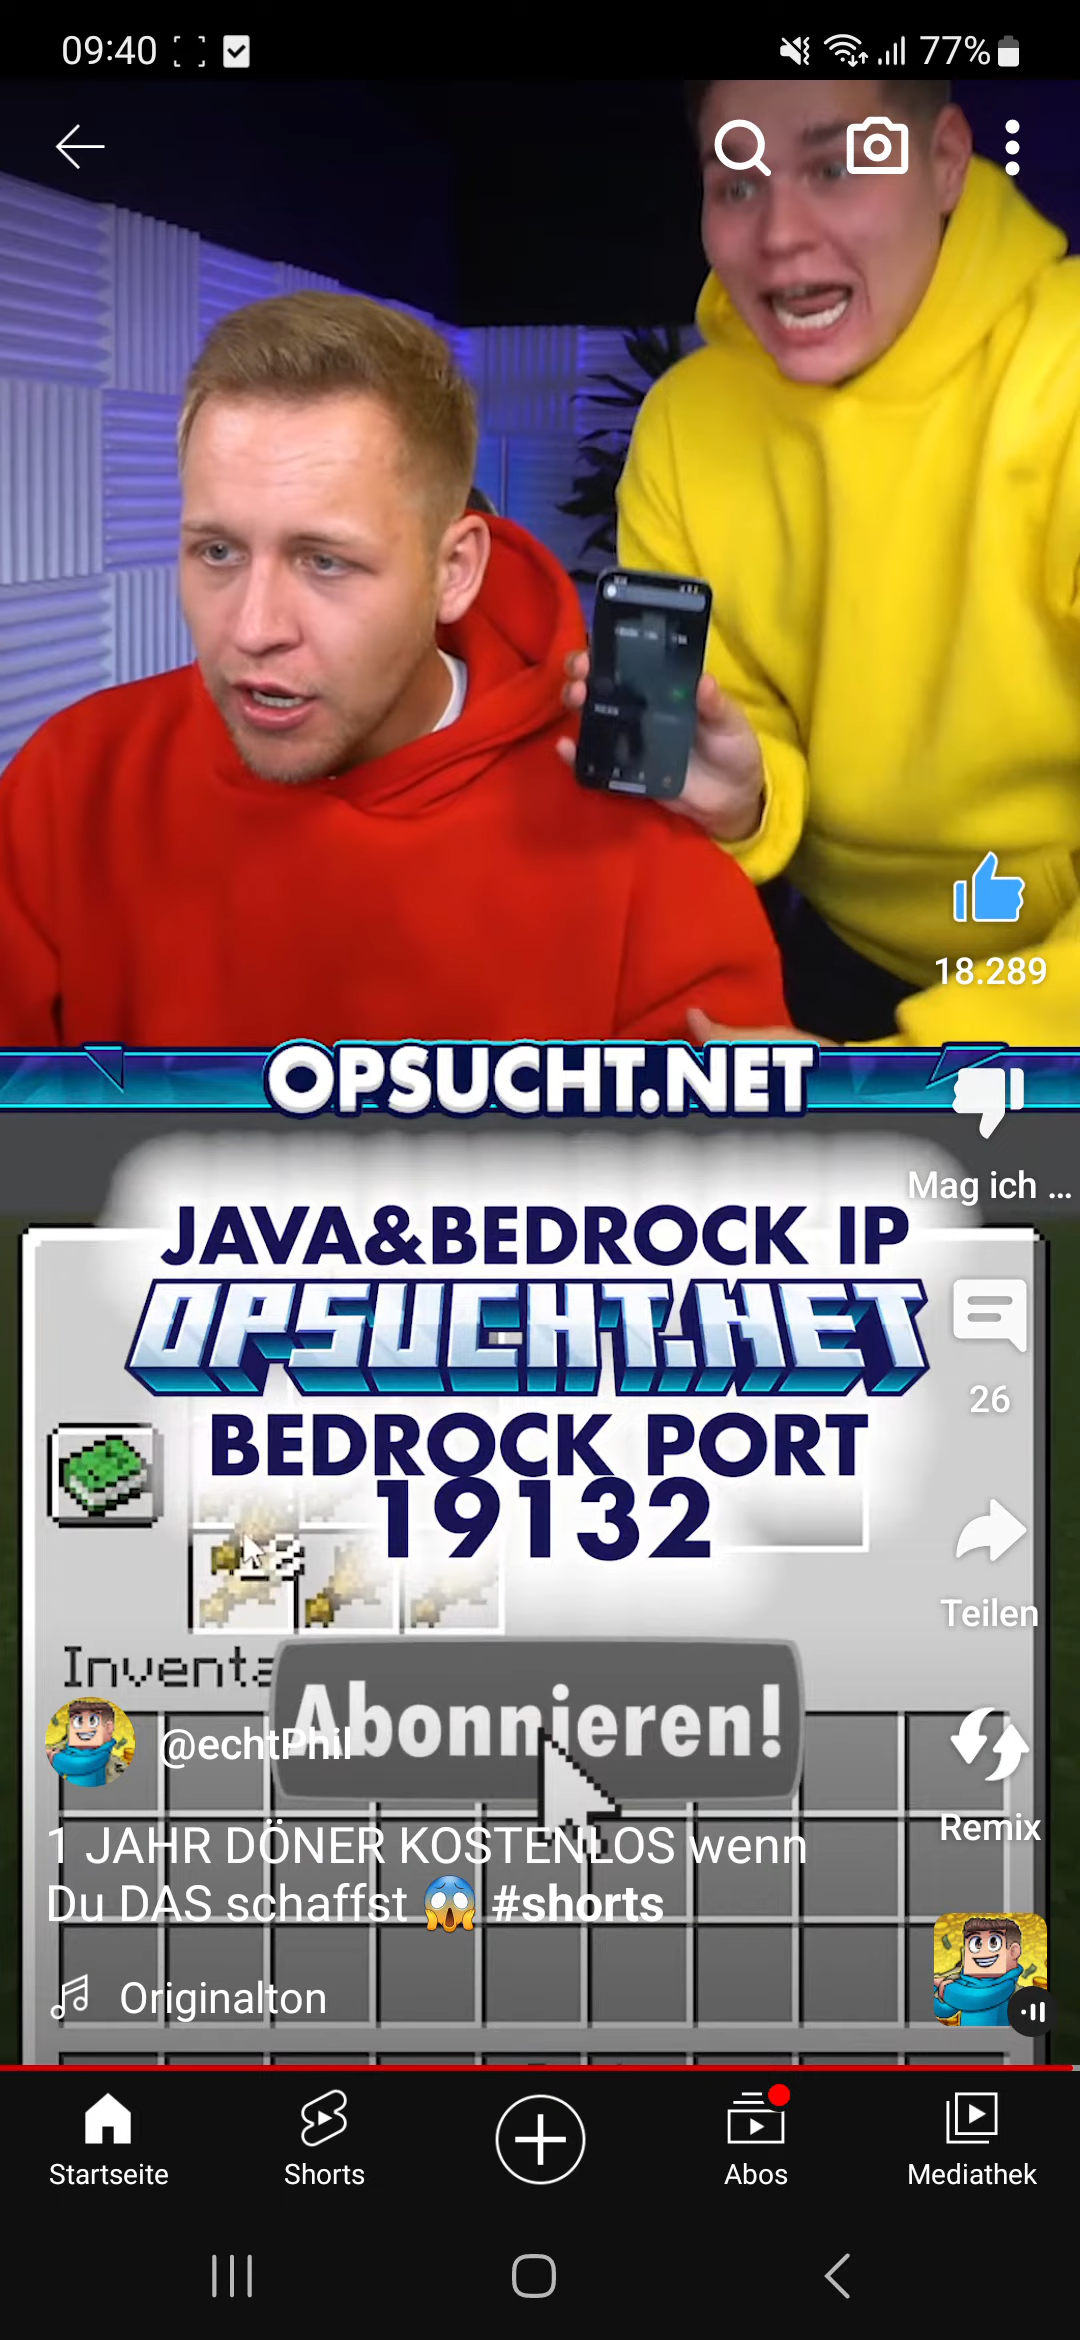 09:40
77%
18.289
OPSUCHT.NET
Mag ich ...
JAVA&BEDROCK IP
OPSUCHT.NET
26
BEDROCK PORT
19132
Teilen
Abonnieren!
@echtPhil
Remix
1 JAHR DÖNER KOSTENLOS wenn
Du DAS schaffst 😱 #shorts
Originalton
Startseite
Shorts
Abos
Mediathek